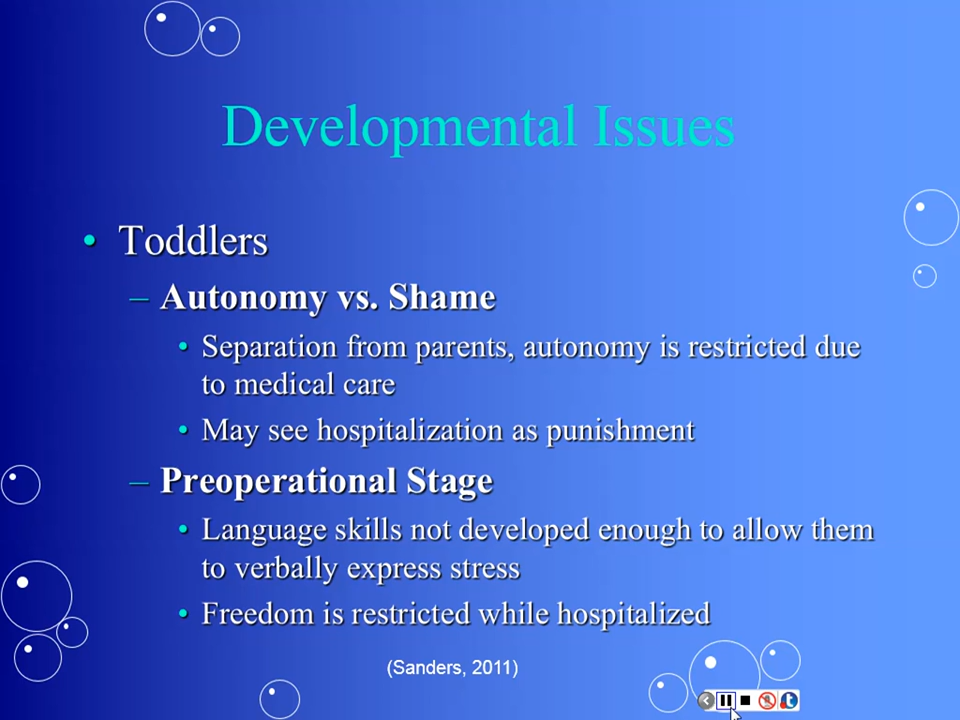 Developmental Issues
• Toddlers
– Autonomy vs. Shame
• Separation from parents, autonomy is restricted due
to medical care
• May see hospitalization as punishment
– Preoperational Stage
• Language skills not developed enough to allow them
to verbally express stress
• Freedom is restricted while hospitalized
(Sanders, 2011)